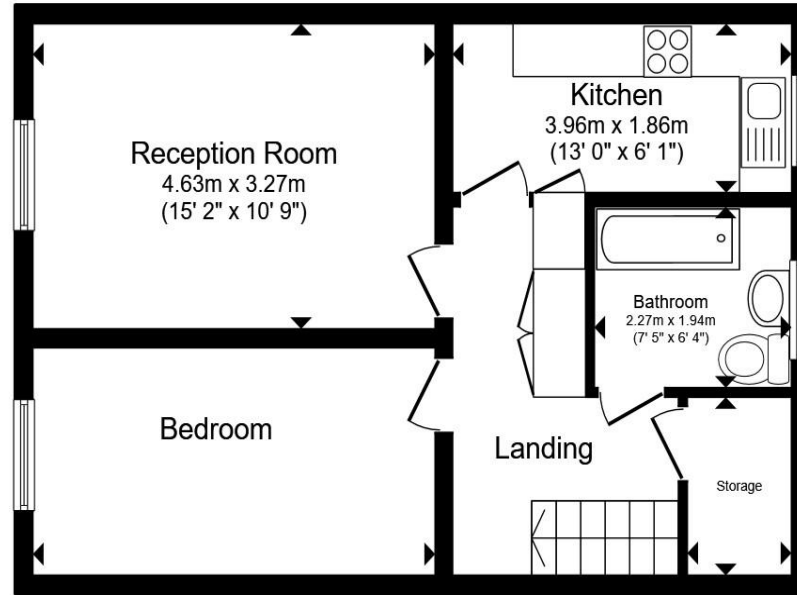 Reception Room
4.63m x 3.27m
(15' 2" x 10' 9")
Kitchen
3.96m x 1.86m
(13' 0" x 6' 1")
Bathroom
2.27m x 1.94m
(7' 5" x 6' 4")
Bedroom
Landing
Storage